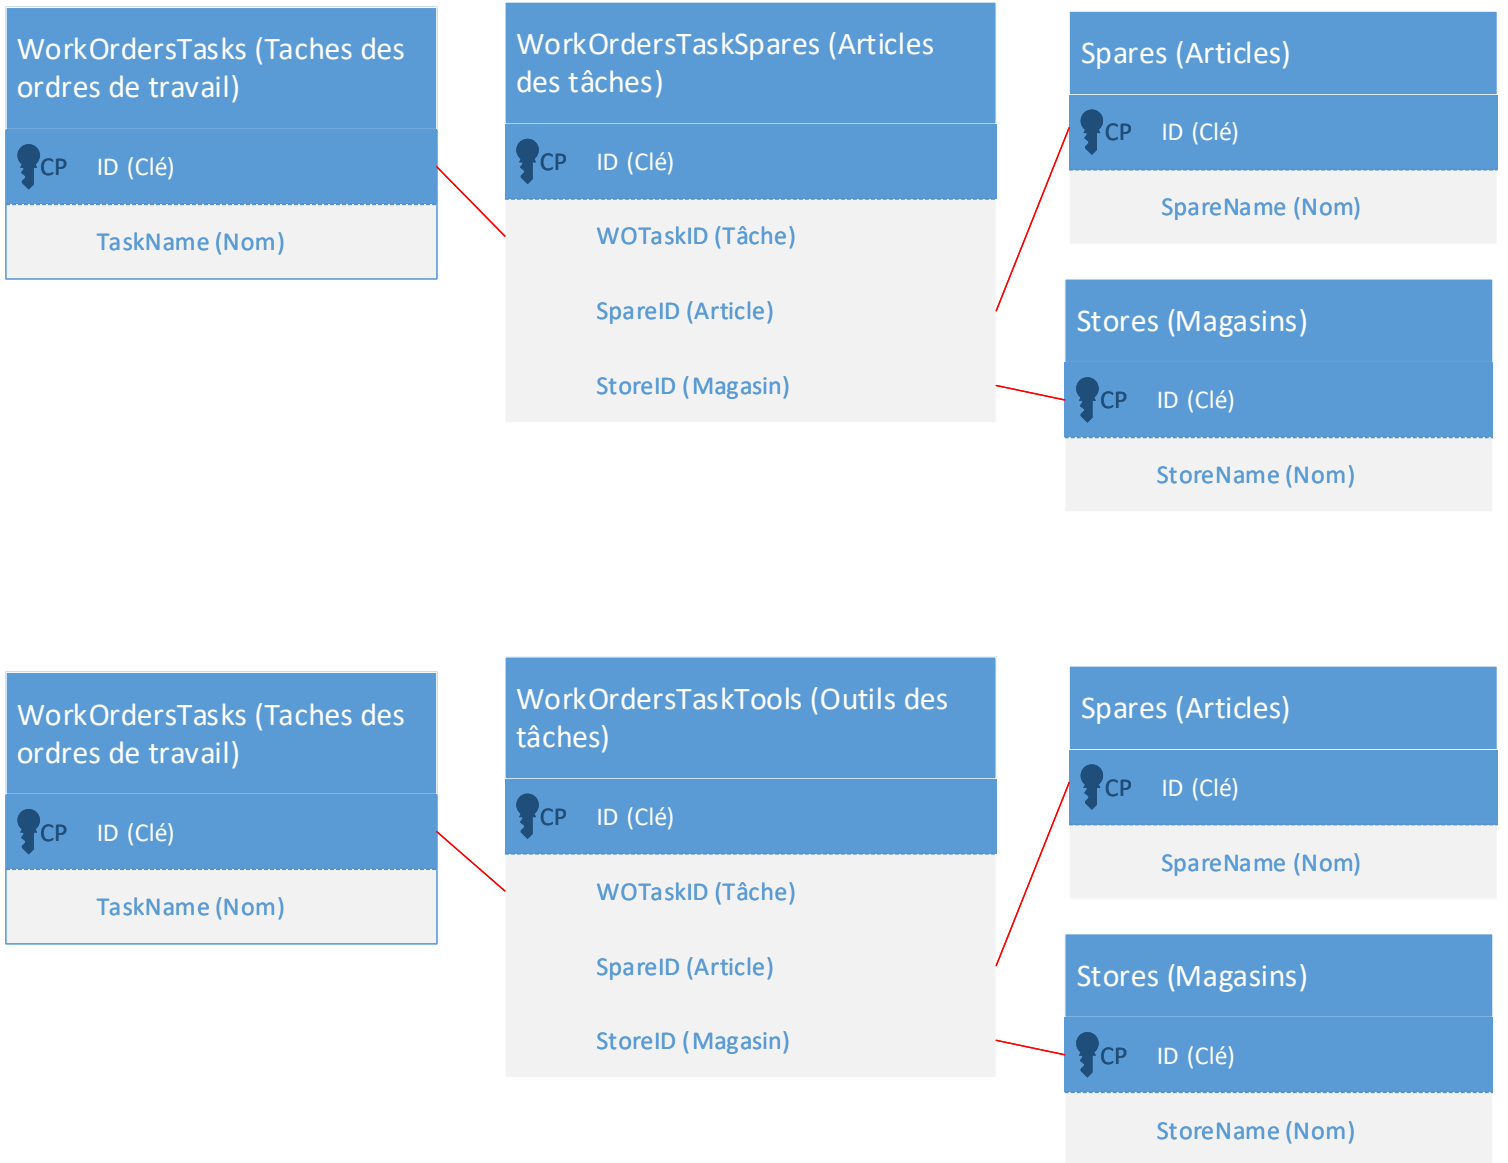 WorkOrdersTasks (Taches des
ordres de travail)
CP ID (Clé)
TaskName (Nom)
WorkOrdersTaskSpares (Articles
des tâches)
CP ID (Clé)
WOTaskID (Tâche)
SpareID (Article)
StoreID (Magasin)
Spares (Articles)
CP ID (Clé)
SpareName (Nom)
Stores (Magasins)
CP ID (Clé)
StoreName (Nom)
WorkOrdersTasks (Taches des
ordres de travail)
CP ID (Clé)
TaskName (Nom)
WorkOrdersTaskTools (Outils des
tâches)
CP ID (Clé)
WOTaskID (Tâche)
SpareID (Article)
StoreID (Magasin)
Spares (Articles)
CP ID (Clé)
SpareName (Nom)
Stores (Magasins)
CP ID (Clé)
StoreName (Nom)